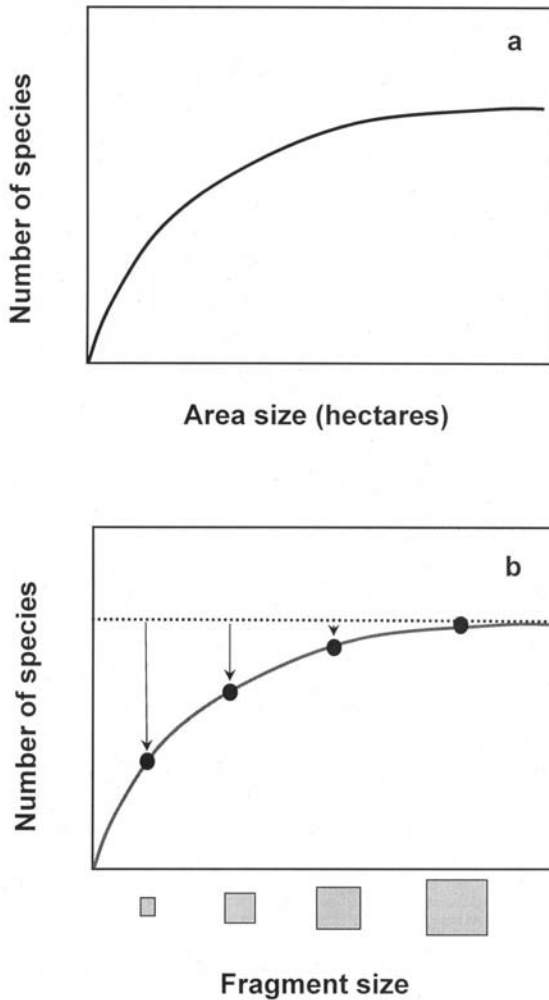 a
Number of species
Area size (hectares)
b
Number of species
Fragment size